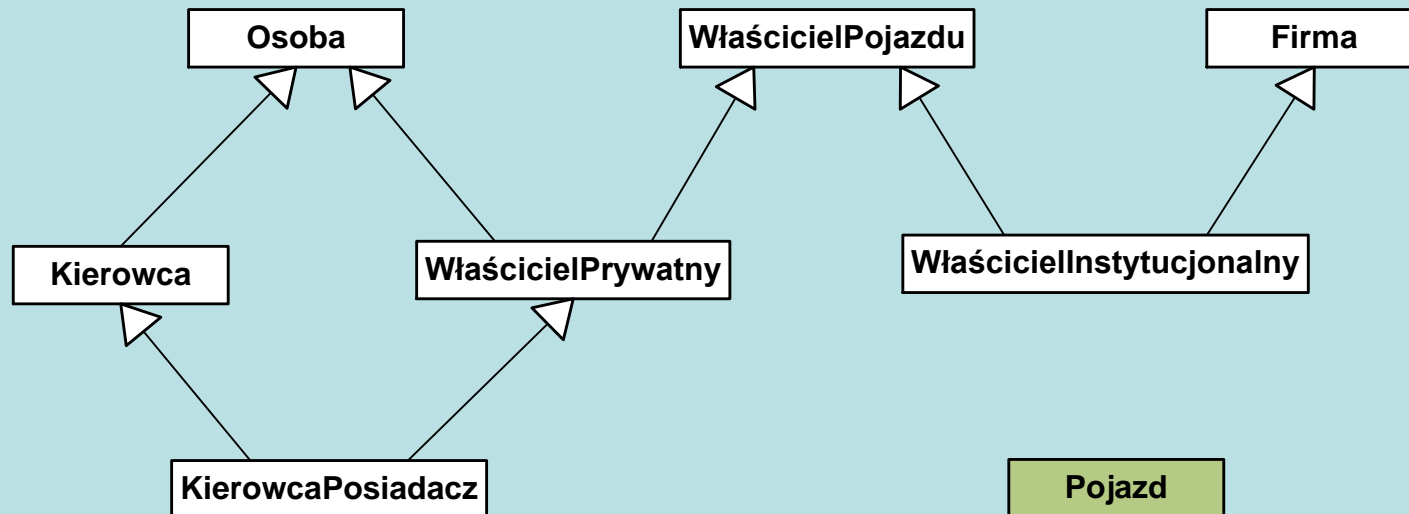 Osoba
WłaścicielPojazdu
Firma
Kierowca
WłaścicielPrywatny
WłaścicielInstytucjonalny
KierowcaPosiadacz
Pojazd